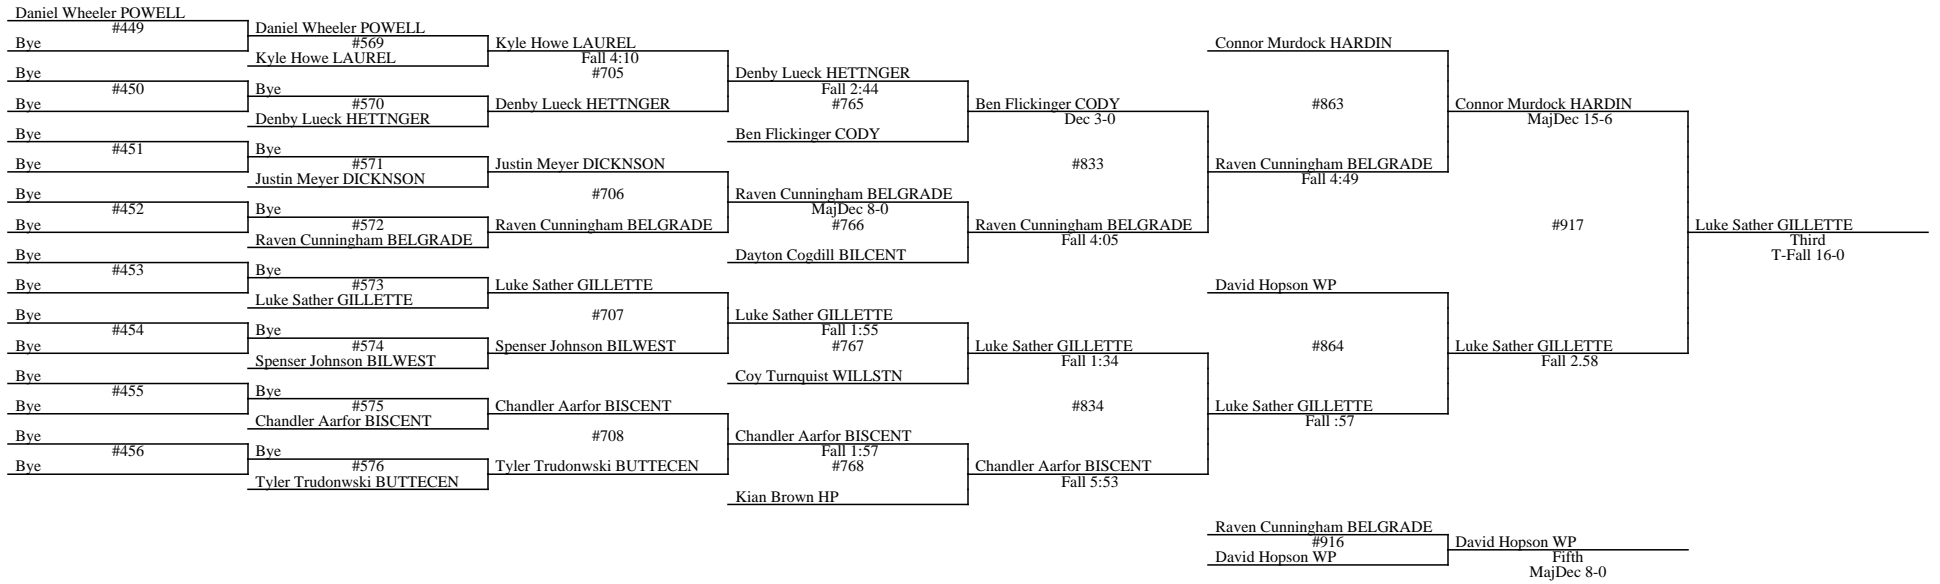 Daniel Wheeler POWELL
#449
Bye
Bye
#450
Bye
Bye
#451
Bye
Bye
#452
Bye
Bye
#453
Bye
Bye
#454
Bye
Bye
#455
Bye
Bye
#456
Bye
Daniel Wheeler POWELL
#569
Kyle Howe LAUREL
Bye
#570
Denby Lueck HETTNGER
Bye
#571
Justin Meyer DICKNSON
Bye
#572
Raven Cunningham BELGRADE
Bye
#573
Luke Sather GILLETTE
Bye
#574
Spenser Johnson BILWEST
Bye
#575
Chandler Aarfor BISCENT
Bye
#576
Tyler Trudonwski BUTTECEN
Kyle Howe LAUREL
Fall 4:10
#705
Denby Lueck HETTNGER
Justin Meyer DICKNSON
#706
Raven Cunningham BELGRADE
Luke Sather GILLETTE
#707
Spenser Johnson BILWEST
Chandler Aarfor BISCENT
#708
Tyler Trudonwski BUTTECEN
Denby Lueck HETTNGER
Fall 2:44
#765
Ben Flickinger CODY
Raven Cunningham BELGRADE
MajDec 8-0
#766
Dayton Cogdill BILCENT
Luke Sather GILLETTE
Fall 1:55
#767
Coy Turnquist WILLSTN
Chandler Aarfor BISCENT
Fall 1:57
#768
Kian Brown HP
Ben Flickinger CODY
Dec 3-0
#833
Raven Cunningham BELGRADE
Fall 4:05
Luke Sather GILLETTE
Fall 1:34
#834
Chandler Aarfor BISCENT
Fall 5:53
Connor Murdock HARDIN
#863
Raven Cunningham BELGRADE
Fall 4:49
David Hopson WP
#864
Luke Sather GILLETTE
Fall :57
Connor Murdock HARDIN
MajDec 15-6
#917
Luke Sather GILLETTE
Fall 2.58
Luke Sather GILLETTE
Third
T-Fall 16-0
Raven Cunningham BELGRADE
#916
David Hopson WP
David Hopson WP
Fifth
MajDec 8-0